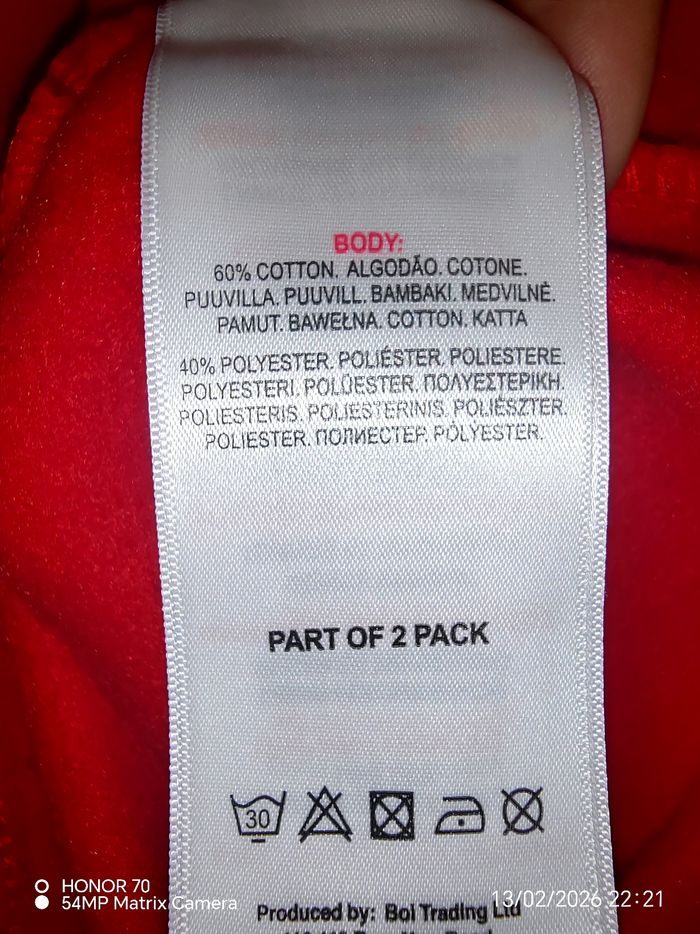 BODY:
60% COTTON. ALGODÃO. COTONE.
PUUVILLA. PUUVILL. BAMBAKI. MEDVILNĖ.
PAMUT. BAWEŁNA. COTTON. KATTA
40% POLYESTER. POLIÉSTER. POLIESTERE.
POLYESTERI. POLÜESTER. ΠΟΛΥΕΣΤΕΡΙΚΗ.
POLIESTERIS. POLIESTERINIS. POLIÉSZTER.
POLIESTER. ПОЛИЕСТЕР. PÓLYESTER.
PART OF 2 PACK
30
Produced by: Boi Trading Ltd
HONOR 70
54MP Matrix Camera
13/02/2026 22:21